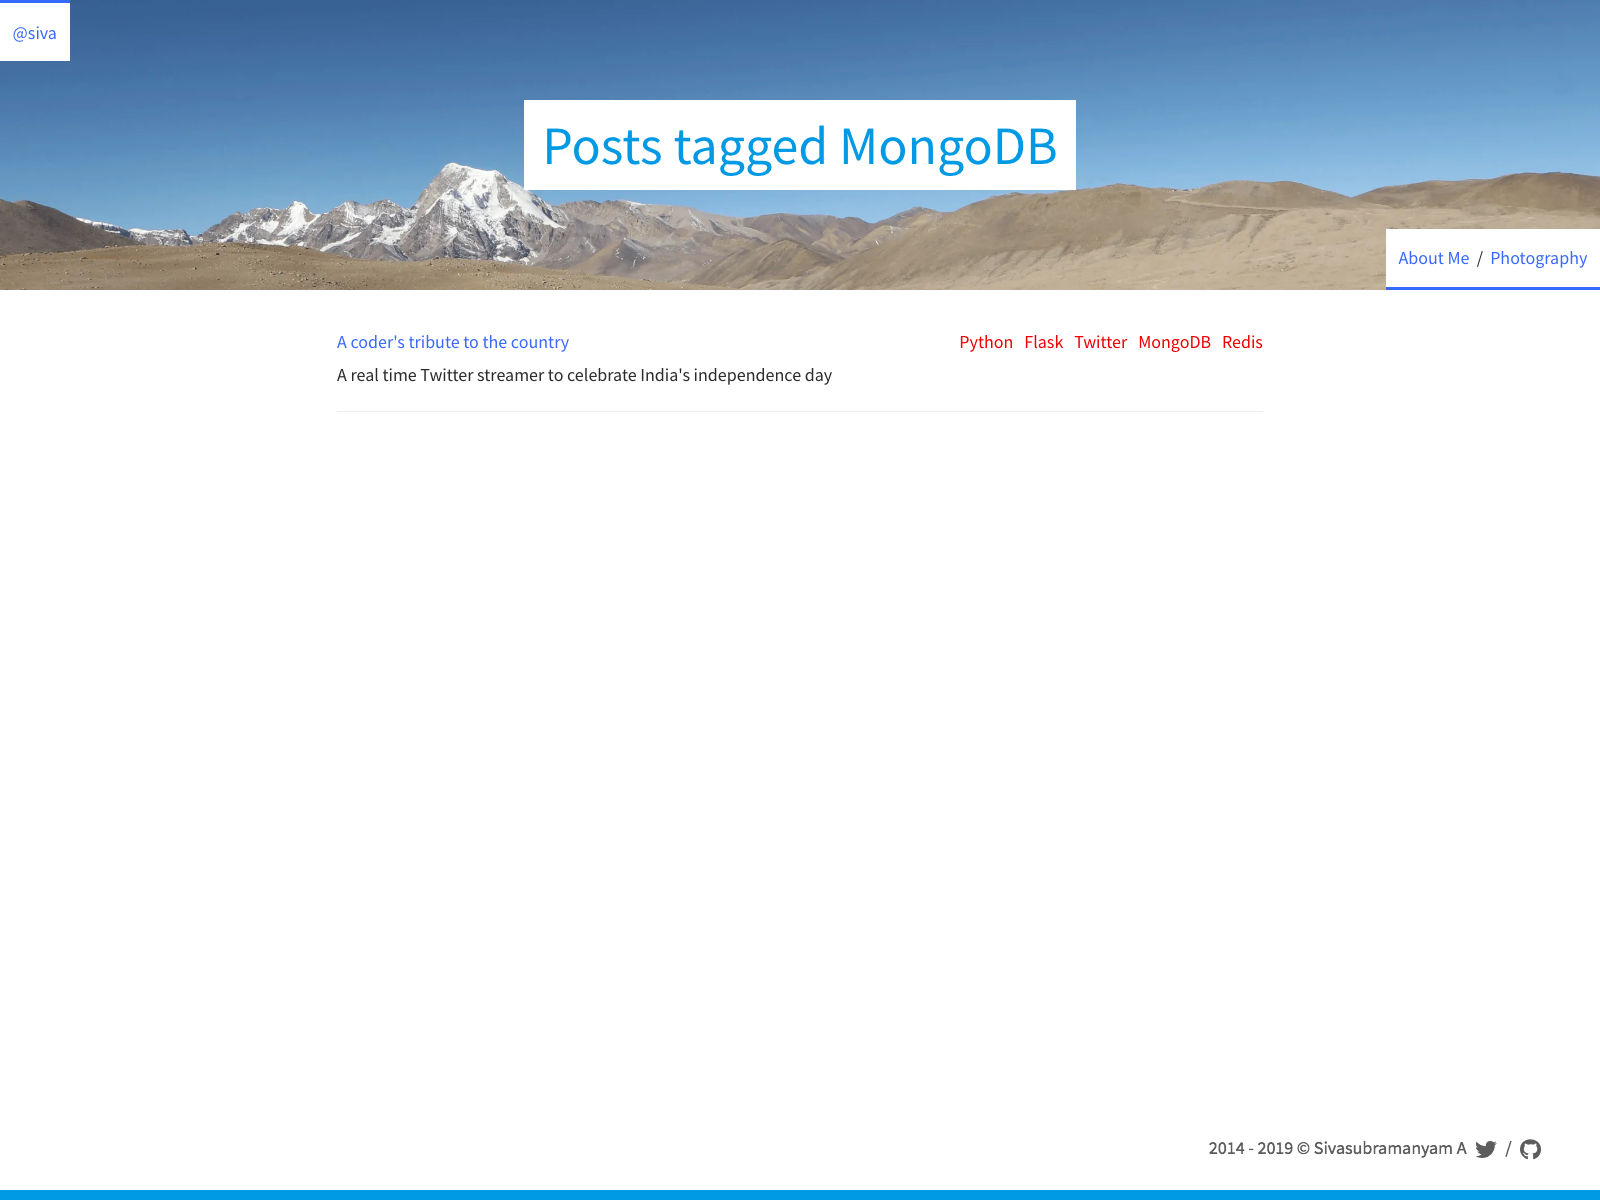 @siva
Posts tagged MongoDB
About Me / Photography
A coder's tribute to the country
Python Flask Twitter MongoDB Redis
A real time Twitter streamer to celebrate India's independence day
2014 - 2019 © Sivasubramanyam A /